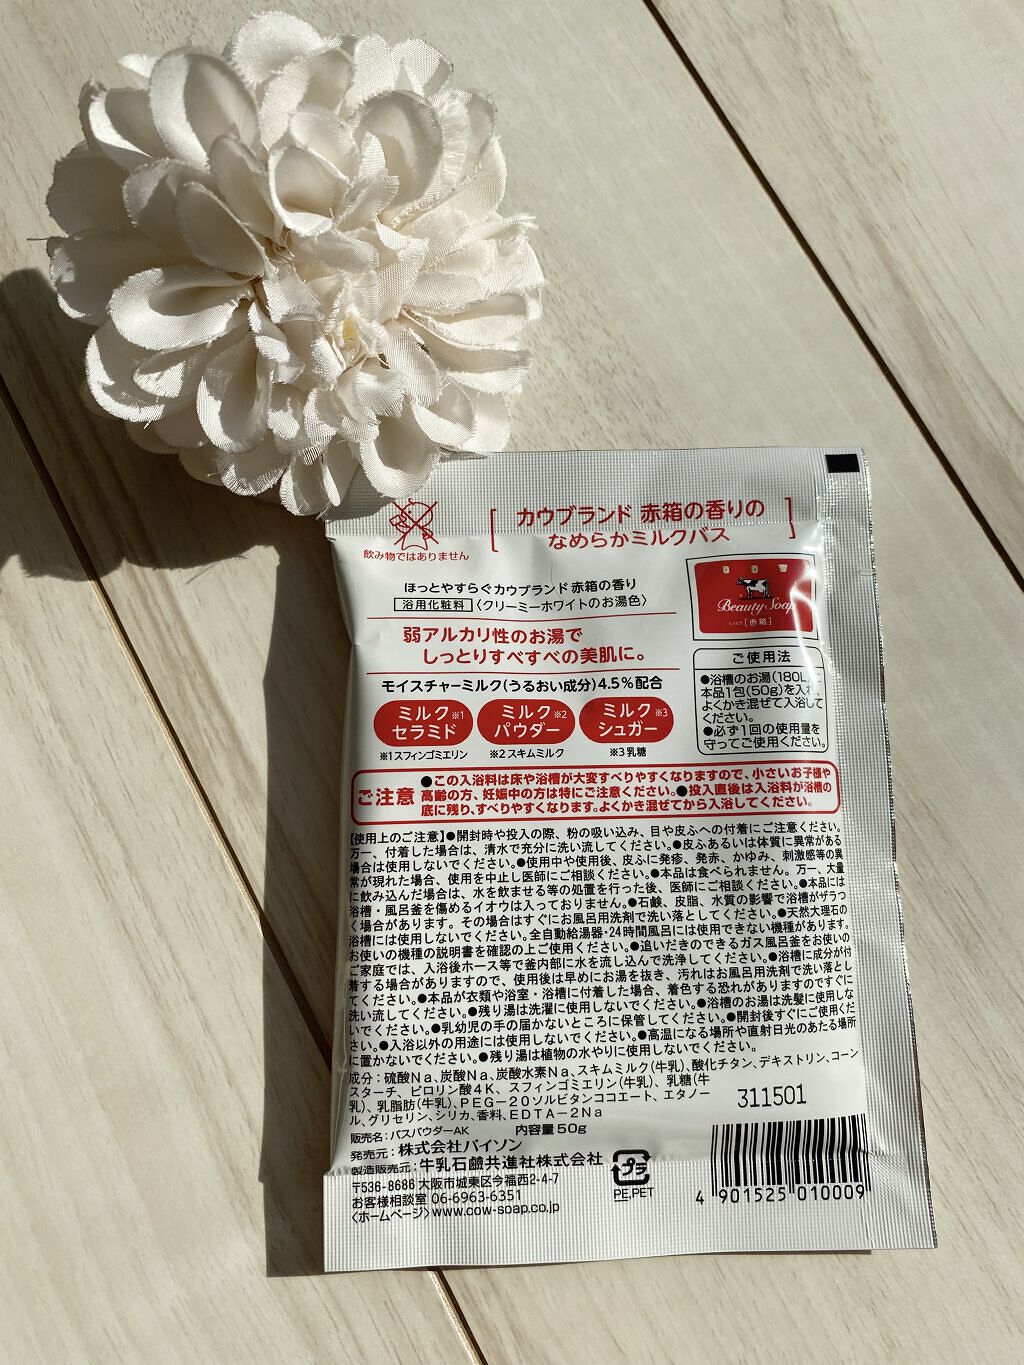 飲み物ではありません
カウブランド 赤箱の香りの
なめらかミルクバス
ほっとやすらぐカウブランド 赤箱の香り
浴用化粧料〈クリーミーホワイトのお湯色〉
弱アルカリ性のお湯で
しっとりすべすべの美肌に。
モイスチャーミルク(うるおい成分)4.5%配合
ミルク※1
セラミド
ミルク※2
パウダー
ミルク※3
シュガー
※1スフィンゴミエリン
※2スキムミルク
※3乳糖
COW
Beauty Soap
しっとり[赤箱]
ご使用法
●浴槽のお湯(180L)
本品1包(50g)を入れ、
よくかき混ぜて入浴して
ください。
●必ず1回の使用量を
守ってご使用ください。
ご注意
●この入浴料は床や浴槽が大変すべりやすくなりますので、小さいお子様や
高齢の方、妊娠中の方は特にご注意ください。●投入直後は入浴料が浴槽の
底に残り、すべりやすくなります。よくかき混ぜてから入浴してください。
【使用上のご注意】●開封時や投入の際、粉の吸い込み、目や皮ふへの付着にご注意ください。
万一、付着した場合は、清水で充分に洗い流してください。●皮ふあるいは体質に異常がある
場合は使用しないでください。●使用中や使用後、皮ふに発疹、発赤、かゆみ、刺激感等の異
常が現れた場合、使用を中止し医師にご相談ください。●本品は食べられません。万一、大量
に飲み込んだ場合は、水を飲ませる等の処置を行った後、医師にご相談ください。●本品には
浴槽・風呂釜を傷めるイオウは入っておりません。●石鹸、皮脂、水質の影響で浴槽がザラつ
く場合があります。その場合はすぐにお風呂用洗剤で洗い落としてください。●天然大理石の
浴槽には使用しないでください。全自動給湯器・24時間風呂には使用できない機種があります。
お使いの機種の説明書を確認の上ご使用ください。●追いだきのできるガス風呂釜をお使いの
ご家庭では、入浴後ホース等で釜内部に水を流し込んで洗浄してください。●浴槽に成分が付
着する場合がありますので、使用後は早めにお湯を抜き、汚れはお風呂用洗剤で洗い落とし
てください。●本品が衣類や浴室・浴槽に付着した場合、着色する恐れがありますのですぐに
洗い流してください。●残り湯は洗濯に使用しないでください。●浴槽のお湯は洗髪に使用しな
いでください。●乳幼児の手の届かないところに保管してください。●開封後すぐにご使用くだ
さい。●入浴以外の用途には使用しないでください。●高温になる場所や直射日光のあたる場所
に置かないでください。●残り湯は植物の水やりに使用しないでください。
成分：硫酸Na、炭酸Na、炭酸水素Na、スキムミルク(牛乳)、酸化チタン、デキストリン、コーン
スターチ、ピロリン酸4K、スフィンゴミエリン(牛乳)、乳糖(牛
乳)、乳脂肪(牛乳)、PEG-20ソルビタンココエート、エタノー
ル、グリセリン、シリカ、香料、EDTA-2Na
311501
販売名：バスパウダーAK 内容量50g
発売元：株式会社バイソン
製造販売元：牛乳石鹼共進社株式会社
〒536-8686 大阪市城東区今福西2-4-7
お客様相談室 06-6963-6351
〈ホームページ〉www.cow-soap.co.jp
プラ
PE,PET
4 901525 010009